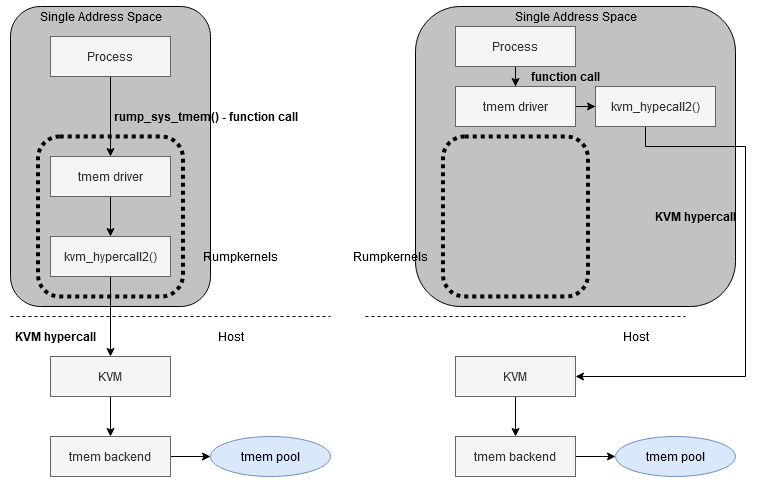 Single Address Space
Process
rump_sys_tmem() - function call
tmem driver
kvm_hypercall2()
Rumpkernels
KVM hypercall
Host
KVM
tmem backend
tmem pool
Single Address Space
Process
function call
tmem driver
kvm_hypecall2()
KVM hypercall
Rumpkernels
Host
KVM
tmem backend
tmem pool